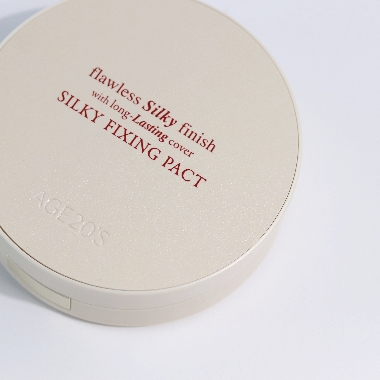 flawless Silky finish
with long-Lasting cover
SILKY FIXING PACT
AGE20'S